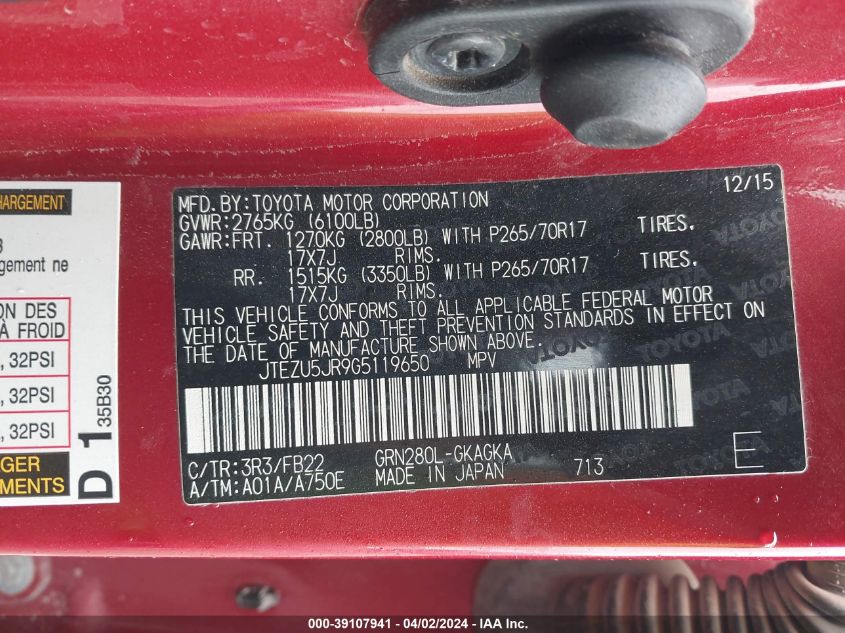 CHARGEMENT
gement ne
ON DES
À FROID
, 32PSI
, 32PSI
, 32PSI
GER
EMENTS
D 1
35B30
12/15
MFD. BY:TOYOTA MOTOR CORPORATION
GVWR:2765KG (6100LB)
GAWR:FRT. 1270KG (2800LB) WITH P265/70R17 TIRES.
17X7J RIMS.
RR. 1515KG (3350LB) WITH P265/70R17 TIRES.
17X7J RIMS.
THIS VEHICLE CONFORMS TO ALL APPLICABLE FEDERAL MOTOR
VEHICLE SAFETY AND THEFT PREVENTION STANDARDS IN EFFECT ON
THE DATE OF MANUFACTURE SHOWN ABOVE.
JTEZU5JR9G5119650 MPV
C/TR:3R3/FB22 GRN280L-GKAGKA
A/TM:A01A/A750E MADE IN JAPAN 713 E
000-39107941 - 04/02/2024 - IAA Inc.